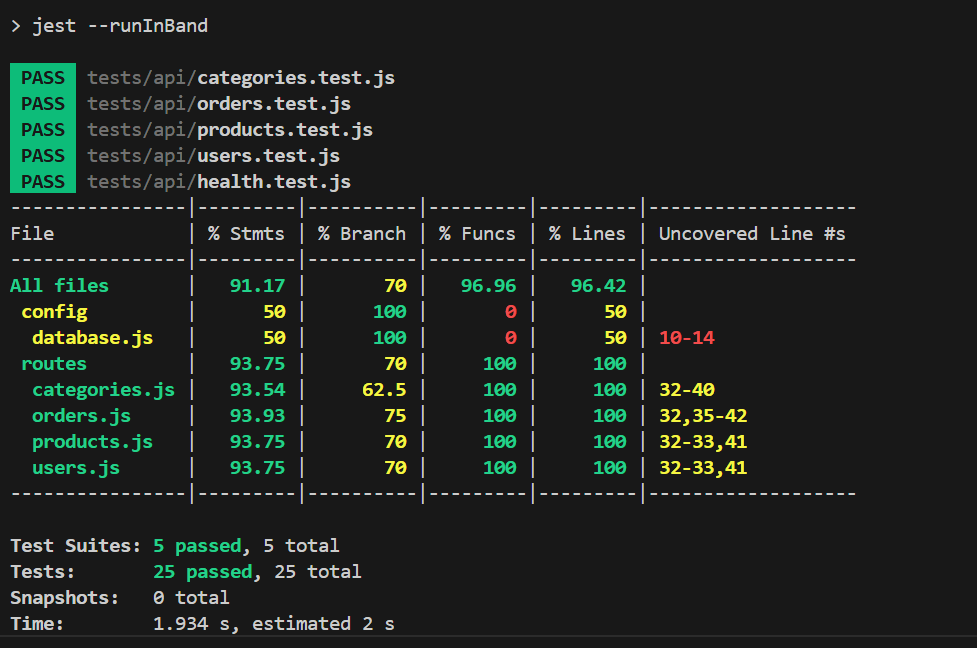 > jest --runInBand
PASS tests/api/categories.test.js
PASS tests/api/orders.test.js
PASS tests/api/products.test.js
PASS tests/api/users.test.js
PASS tests/api/health.test.js
----------------|---------|----------|---------|---------|-------------------
File            | % Stmts | % Branch | % Funcs | % Lines | Uncovered Line #s
----------------|---------|----------|---------|---------|-------------------
All files       |   91.17 |       70 |   96.96 |   96.42 |
 config         |      50 |      100 |       0 |      50 |
  database.js   |      50 |      100 |       0 |      50 | 10-14
 routes         |   93.75 |       70 |     100 |     100 |
  categories.js |   93.54 |     62.5 |     100 |     100 | 32-40
  orders.js     |   93.93 |       75 |     100 |     100 | 32,35-42
  products.js   |   93.75 |       70 |     100 |     100 | 32-33,41
  users.js      |   93.75 |       70 |     100 |     100 | 32-33,41
----------------|---------|----------|---------|---------|-------------------
Test Suites: 5 passed, 5 total
Tests:       25 passed, 25 total
Snapshots:   0 total
Time:        1.934 s, estimated 2 s